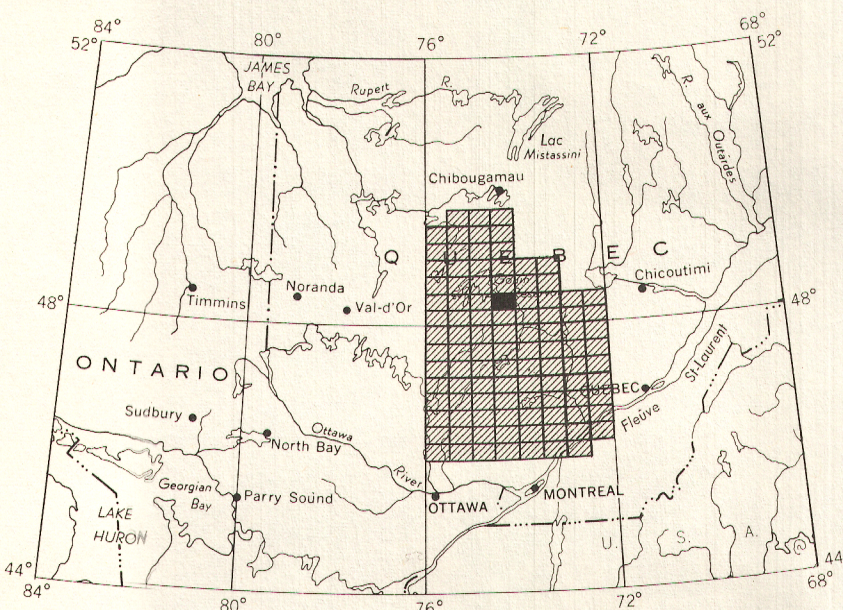 84°
80°
76°
72°
68°
52°
52°
JAMES
BAY
Rupert R.
R. aux Outardes
Lac
Mistassini
Chibougamau
Q U E B E C
Chicoutimi
Timmins
Noranda
Val-d'Or
48°
48°
ONTARIO
QUEBEC
St-Laurent
Fleuve
Sudbury
North Bay
Ottawa
River
Georgian
Bay
Parry Sound
OTTAWA
MONTREAL
LAKE
HURON
U. S. A.
44°
44°
84°
80°
76°
72°
68°